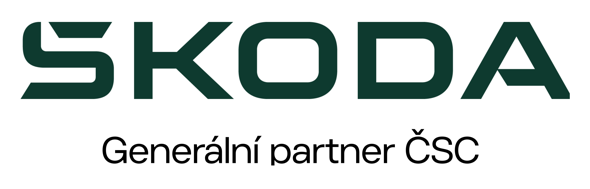 ŠKODA
Generální partner ČSC